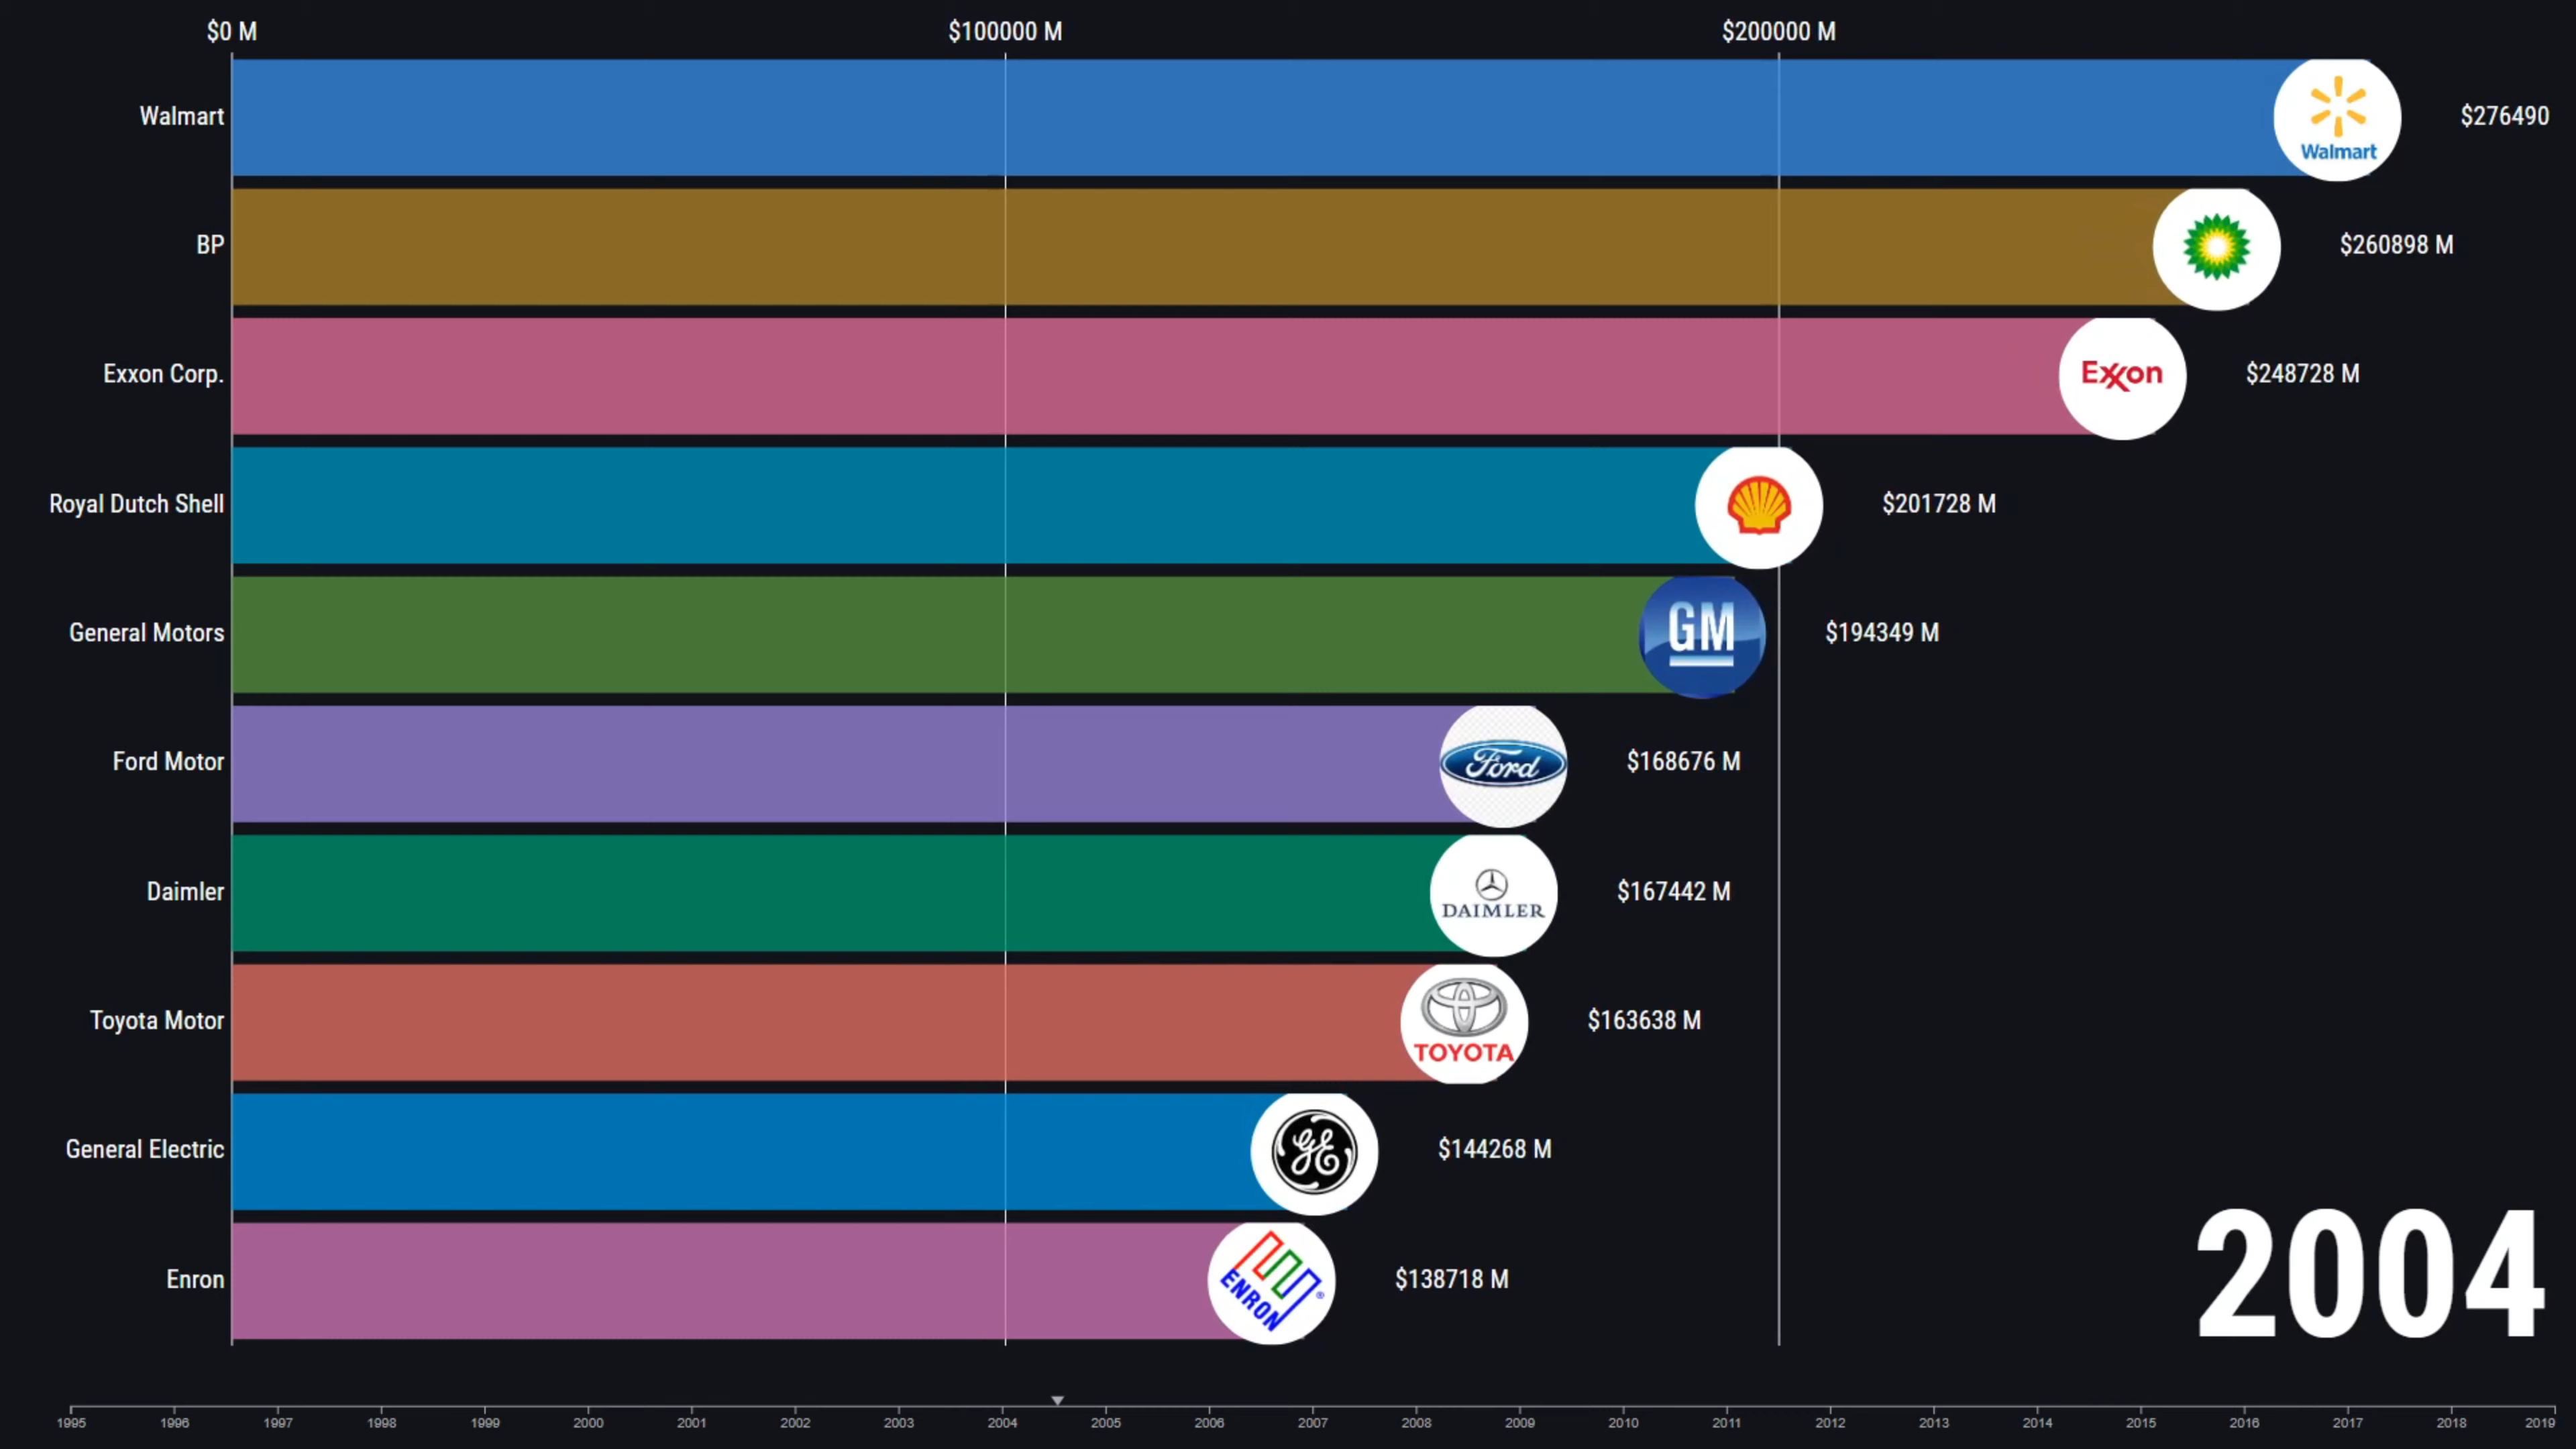 $0 M $100000 M $200000 M
Walmart Walmart $276490
BP $260898 M
Exxon Corp. Exxon $248728 M
Royal Dutch Shell $201728 M
General Motors GM $194349 M
Ford Motor Ford $168676 M
Daimler DAIMLER $167442 M
Toyota Motor TOYOTA $163638 M
General Electric GE $144268 M
Enron ENRON ® $138718 M
2004
1995 1996 1997 1998 1999 2000 2001 2002 2003 2004 2005 2006 2007 2008 2009 2010 2011 2012 2013 2014 2015 2016 2017 2018 2019